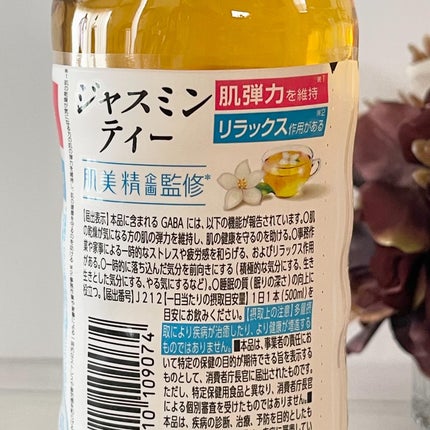 ジャスミン
ティー
肌弾力を維持
※1
リラックス作用がある
※2
肌美精企画監修*
【届出表示】本品に含まれる GABA には、以下の機能が報告されています。○肌
の乾燥が気になる方の肌の弾力を維持し、肌の健康を守るのを助ける。○事務作
業や家事による一時的なストレスや疲労感を和らげる、およびリラックス作用
がある。○一時的に落ち込んだ気分を前向きにする（積極的な気分にする、生き
生きとした気分にする、やる気にするなど）。○睡眠の質（眠りの深さ）の向上に
役立つ。【届出番号】J212【一日当たりの摂取目安量】1日1本（500㎖）を
目安にお飲みください。【摂取上の注意】多量摂
取により疾病が治癒したり、より健康が増進する
ものではありません。■本品は、事業者の責任にお
いて特定の保健の目的が期待できる旨を表示する
ものとして、消費者庁長官に届出されたものです。
ただし、特定保健用食品と異なり、消費者庁長官
による個別審査を受けたものではありません。■
本品は、疾病の診断、治療、予防を目的としたも
10 109074